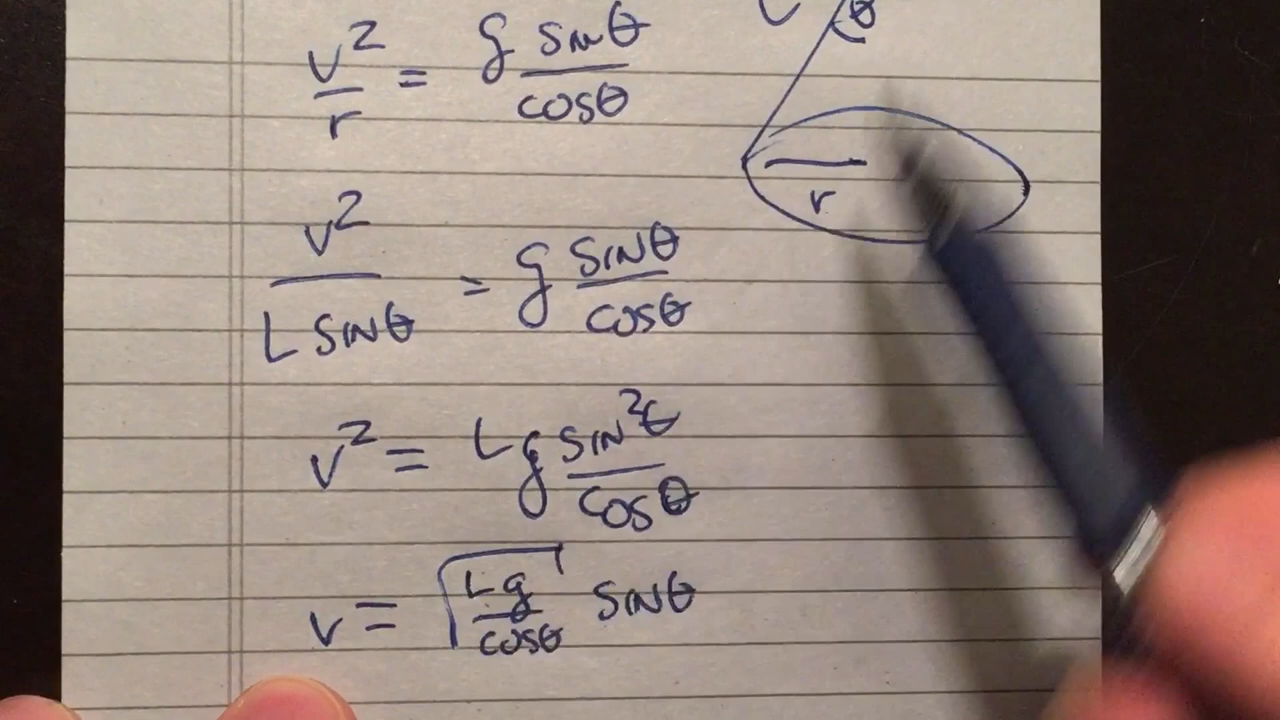 v²/r = g sinθ/cosθ
θ
r
v²/(L sinθ) = g sinθ/cosθ
v² = Lg sin²θ/cosθ
v = √(Lg/cosθ) sinθ